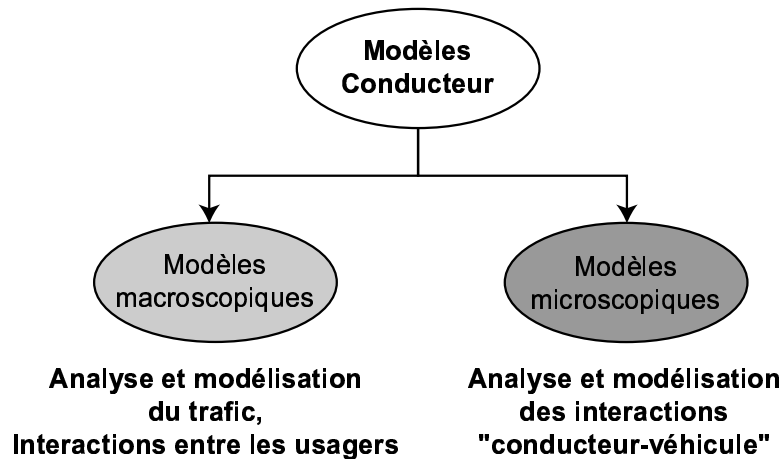 Modèles
Conducteur
Modèles
macroscopiques
Modèles
microscopiques
Analyse et modélisation
du trafic,
Interactions entre les usagers
Analyse et modélisation
des interactions
"conducteur-véhicule"